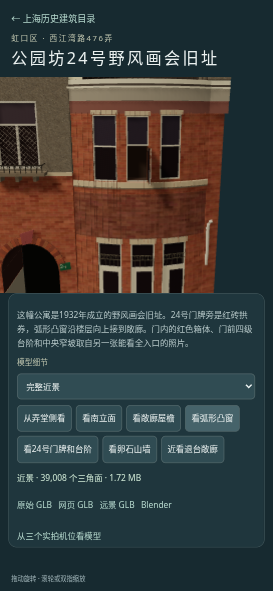 ← 上海历史建筑目录
虹口区 · 西江湾路476弄
公园坊24号野风画会旧址
这幢公寓是1932年成立的野风画会旧址。24号门牌旁是红砖拱
券，弧形凸窗沿楼层向上接到敞廊。门内的红色箱体、门前四级
台阶和中央窄坡取自另一张能看全入口的照片。
模型细节
完整近景
从弄堂侧看
看南立面
看敞廊屋檐
看弧形凸窗
看24号门牌和台阶
看卵石山墙
近看退台敞廊
近景 · 39,008 个三角面 · 1.72 MB
原始 GLB 网页 GLB 远景 GLB Blender
从三个实拍机位看模型
拖动旋转 · 滚轮或双指缩放